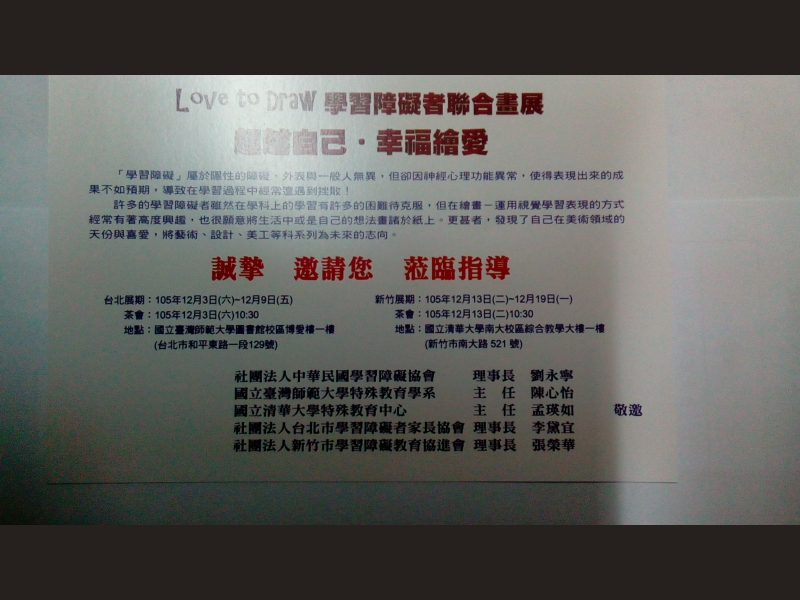 Love to Draw 學習障礙者聯合畫展
超越自己・幸福繪愛
「學習障礙」屬於隱性的障礙、外表與一般人無異，但卻因神經心理功能異常，使得表現出來的成
果不如預期，導致在學習過程中經常遭遇到挫敗！
許多的學習障礙者雖然在學科上的學習有許多的困難待克服，但在繪畫－運用視覺學習表現的方式
經常有著高度興趣，也很願意將生活中或是自己的想法畫諸於紙上。更甚者，發現了自己在美術領域的
天份與喜愛，將藝術、設計、美工等科系列為未來的志向。
誠摯 邀請您 蒞臨指導
台北展期：105年12月3日(六)~12月9日(五) 新竹展期：105年12月13日(二)~12月19日(一)
茶會：105年12月3日(六)10:30 茶會：105年12月13日(二)10:30
地點：國立臺灣師範大學圖書館校區博愛樓一樓 地點：國立清華大學南大校區綜合教學大樓一樓
(台北市和平東路一段129號) (新竹市南大路 521 號)
社團法人中華民國學習障礙協會 理事長 劉永寧
國立臺灣師範大學特殊教育學系 主 任 陳心怡
國立清華大學特殊教育中心 主 任 孟瑛如 敬邀
社團法人台北市學習障礙者家長協會 理事長 李黛宜
社團法人新竹市學習障礙教育協進會 理事長 張榮華